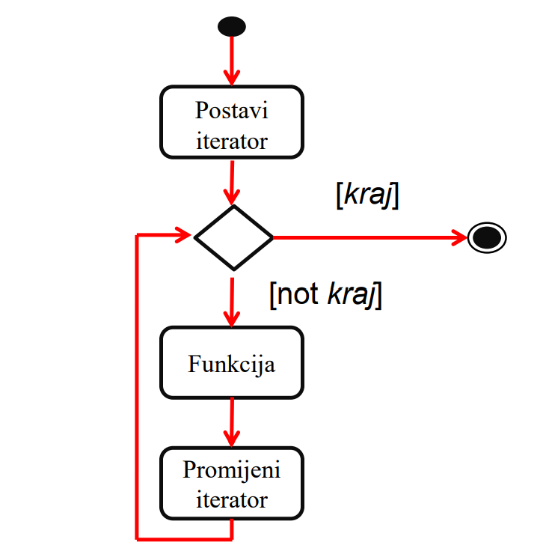 Postavi
iterator
[kraj]
[not kraj]
Funkcija
Promijeni
iterator